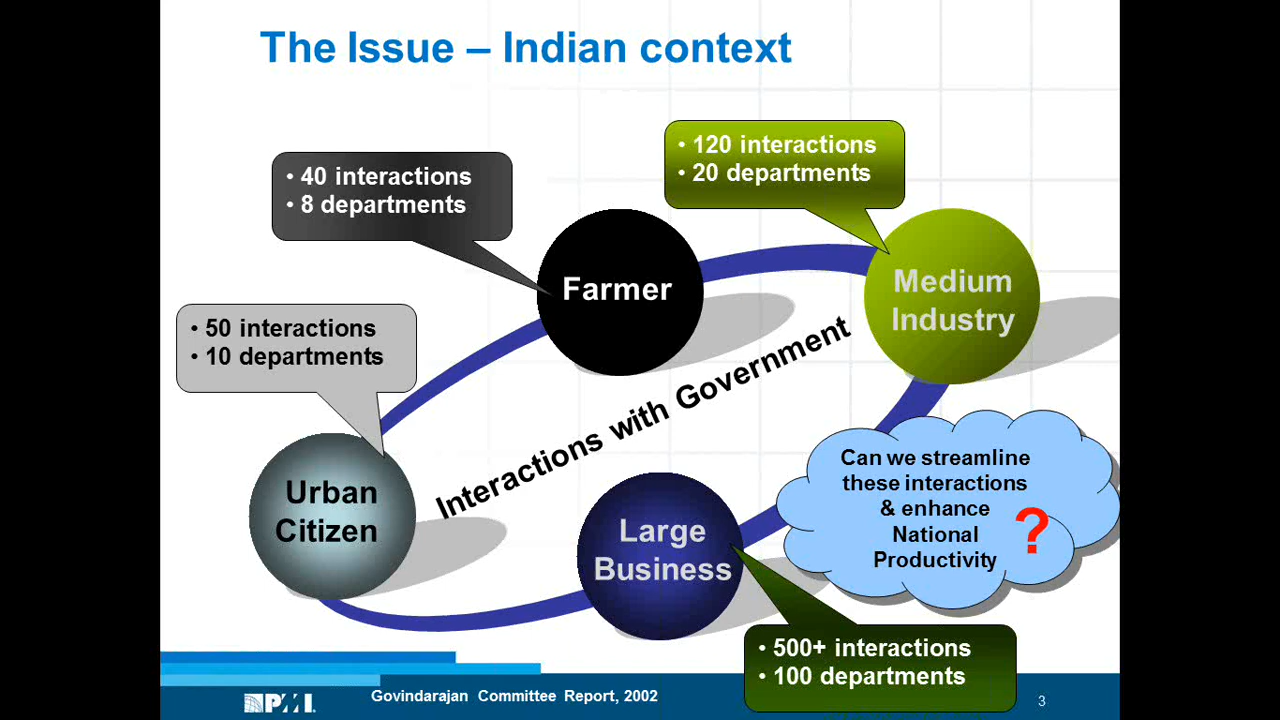 The Issue – Indian context
• 120 interactions
• 20 departments
• 40 interactions
• 8 departments
Farmer
Medium
Industry
• 50 interactions
• 10 departments
Interactions with Government
Urban
Citizen
Large
Business
Can we streamline
these interactions
& enhance
National
Productivity
?
• 500+ interactions
• 100 departments
PMI
Govindarajan Committee Report, 2002
3